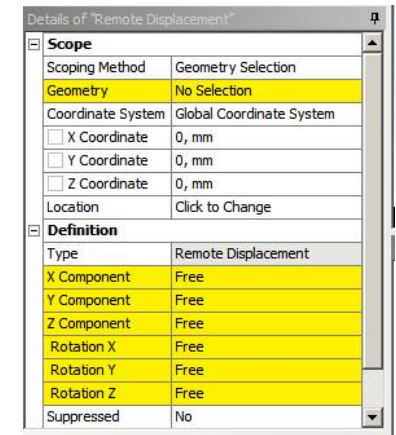 Details of "Remote Displacement"
Scope
Scoping Method Geometry Selection
Geometry No Selection
Coordinate System Global Coordinate System
X Coordinate 0, mm
Y Coordinate 0, mm
Z Coordinate 0, mm
Location Click to Change
Definition
Type Remote Displacement
X Component Free
Y Component Free
Z Component Free
Rotation X Free
Rotation Y Free
Rotation Z Free
Suppressed No